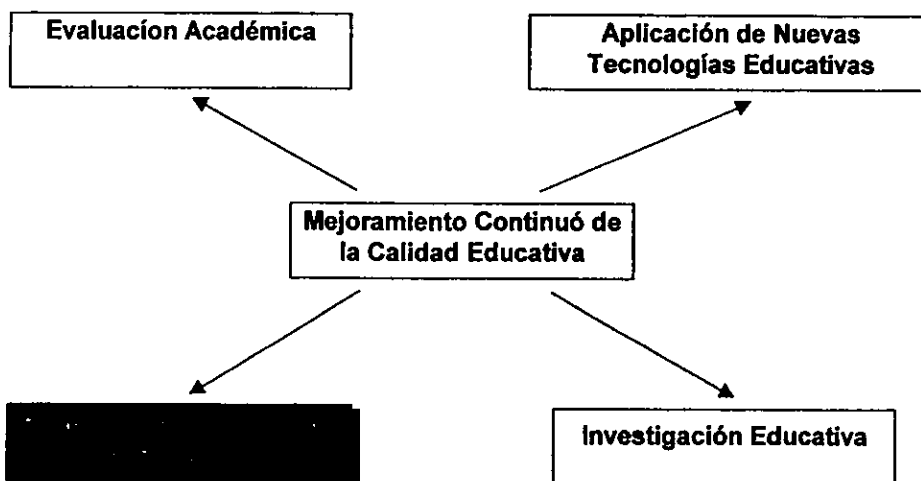 Evaluacion Académica
Aplicación de Nuevas
Tecnologías Educativas
Mejoramiento Continuó de
la Calidad Educativa
Investigación Educativa